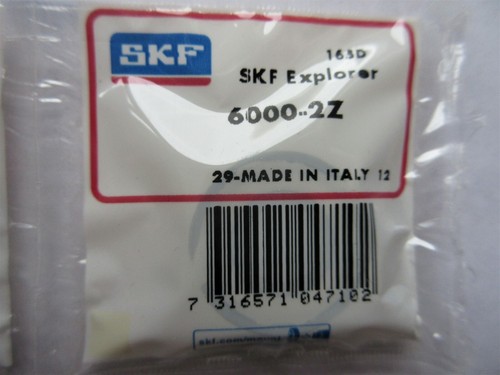 SKF
163D
SKF Explorer
6000-2Z
29-MADE IN ITALY 12
7 316571 047102